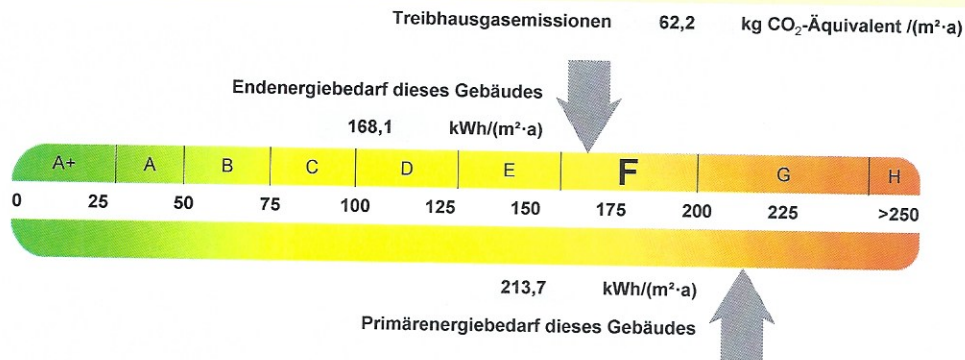 Treibhausgasemissionen 62,2 kg CO₂-Äquivalent /(m²·a)
Endenergiebedarf dieses Gebäudes
168,1 kWh/(m²·a)
A+ A B C D E F G H
0 25 50 75 100 125 150 175 200 225 >250
213,7 kWh/(m²·a)
Primärenergiebedarf dieses Gebäudes